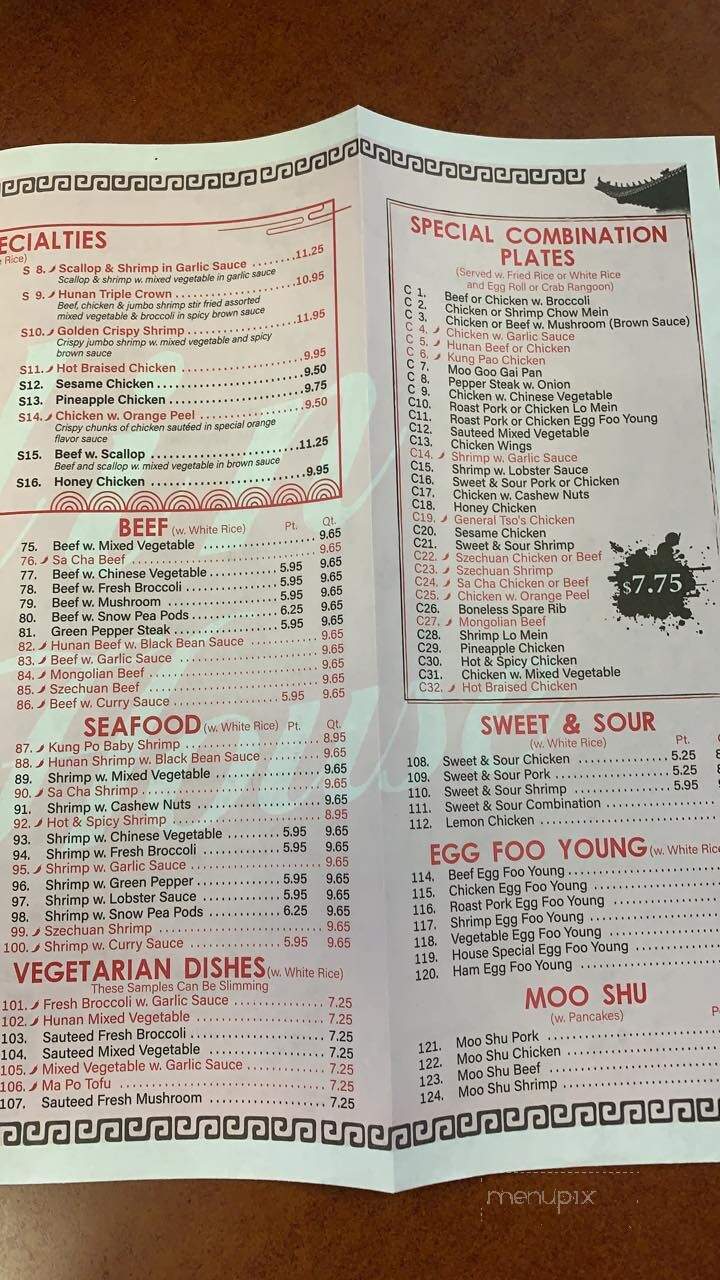 ECIALTIES
e Rice)
S 8. Scallop & Shrimp in Garlic Sauce ........11.25
Scallop & shrimp w. mixed vegetable in garlic sauce
S 9. Hunan Triple Crown ........10.95
Beef, chicken & jumbo shrimp stir fried assorted
mixed vegetable & broccoli in spicy brown sauce
S10. Golden Crispy Shrimp ........11.95
Crispy jumbo shrimp w. mixed vegetable and spicy
brown sauce
S11. Hot Braised Chicken ........9.95
S12. Sesame Chicken ........9.50
S13. Pineapple Chicken ........9.75
S14. Chicken w. Orange Peel ........9.50
Crispy chunks of chicken sautéed in special orange
flavor sauce
S15. Beef w. Scallop ........11.25
Beef and scallop w. mixed vegetable in brown sauce
S16. Honey Chicken ........9.95
BEEF (w. White Rice) Pt. Qt.
75. Beef w. Mixed Vegetable ........ 9.65
76. Sa Cha Beef ........ 9.65
77. Beef w. Chinese Vegetable ........ 5.95 9.65
78. Beef w. Fresh Broccoli ........ 5.95 9.65
79. Beef w. Mushroom ........ 5.95 9.65
80. Beef w. Snow Pea Pods ........ 6.25 9.65
81. Green Pepper Steak ........ 5.95 9.65
82. Hunan Beef w. Black Bean Sauce ........ 9.65
83. Beef w. Garlic Sauce ........ 9.65
84. Mongolian Beef ........ 9.65
85. Szechuan Beef ........ 9.65
86. Beef w. Curry Sauce ........ 5.95 9.65
SEAFOOD (w. White Rice) Pt. Qt.
87. Kung Po Baby Shrimp ........ 8.95
88. Hunan Shrimp w. Black Bean Sauce ........ 9.65
89. Shrimp w. Mixed Vegetable ........ 9.65
90. Sa Cha Shrimp ........ 9.65
91. Shrimp w. Cashew Nuts ........ 9.65
92. Hot & Spicy Shrimp ........ 8.95
93. Shrimp w. Chinese Vegetable ........ 5.95 9.65
94. Shrimp w. Fresh Broccoli ........ 5.95 9.65
95. Shrimp w. Garlic Sauce ........ 9.65
96. Shrimp w. Green Pepper ........ 5.95 9.65
97. Shrimp w. Lobster Sauce ........ 5.95 9.65
98. Shrimp w. Snow Pea Pods ........ 6.25 9.65
99. Szechuan Shrimp ........ 9.65
100. Shrimp w. Curry Sauce ........ 5.95 9.65
VEGETARIAN DISHES (w. White Rice)
These Samples Can Be Slimming
101. Fresh Broccoli w. Garlic Sauce ........ 7.25
102. Hunan Mixed Vegetable ........ 7.25
103. Sauteed Fresh Broccoli ........ 7.25
104. Sauteed Mixed Vegetable ........ 7.25
105. Mixed Vegetable w. Garlic Sauce ........ 7.25
106. Ma Po Tofu ........ 7.25
107. Sauteed Fresh Mushroom ........ 7.25
SPECIAL COMBINATION
PLATES
(Served w. Fried Rice or White Rice
and Egg Roll or Crab Rangoon)
C 1. Beef or Chicken w. Broccoli
C 2. Chicken or Shrimp Chow Mein
C 3. Chicken or Beef w. Mushroom (Brown Sauce)
C 4. Chicken w. Garlic Sauce
C 5. Hunan Beef or Chicken
C 6. Kung Pao Chicken
C 7. Moo Goo Gai Pan
C 8. Pepper Steak w. Onion
C 9. Chicken w. Chinese Vegetable
C10. Roast Pork or Chicken Lo Mein
C11. Roast Pork or Chicken Egg Foo Young
C12. Sauteed Mixed Vegetable
C13. Chicken Wings
C14. Shrimp w. Garlic Sauce
C15. Shrimp w. Lobster Sauce
C16. Sweet & Sour Pork or Chicken
C17. Chicken w. Cashew Nuts
C18. Honey Chicken
C19. General Tso's Chicken
C20. Sesame Chicken
C21. Sweet & Sour Shrimp
C22. Szechuan Chicken or Beef
C23. Szechuan Shrimp
C24. Sa Cha Chicken or Beef
C25. Chicken w. Orange Peel
C26. Boneless Spare Rib
C27. Mongolian Beef
C28. Shrimp Lo Mein
C29. Pineapple Chicken
C30. Hot & Spicy Chicken
C31. Chicken w. Mixed Vegetable
C32. Hot Braised Chicken
$7.75
SWEET & SOUR
(w. White Rice) Pt.
108. Sweet & Sour Chicken ........ 5.25
109. Sweet & Sour Pork ........ 5.25
110. Sweet & Sour Shrimp ........ 5.95
111. Sweet & Sour Combination ........
112. Lemon Chicken ........
EGG FOO YOUNG (w. White Rice
114. Beef Egg Foo Young ........
115. Chicken Egg Foo Young ........
116. Roast Pork Egg Foo Young ........
117. Shrimp Egg Foo Young ........
118. Vegetable Egg Foo Young ........
119. House Special Egg Foo Young ........
120. Ham Egg Foo Young ........
MOO SHU
(w. Pancakes)
121. Moo Shu Pork ........
122. Moo Shu Chicken ........
123. Moo Shu Beef ........
124. Moo Shu Shrimp ........
menupix